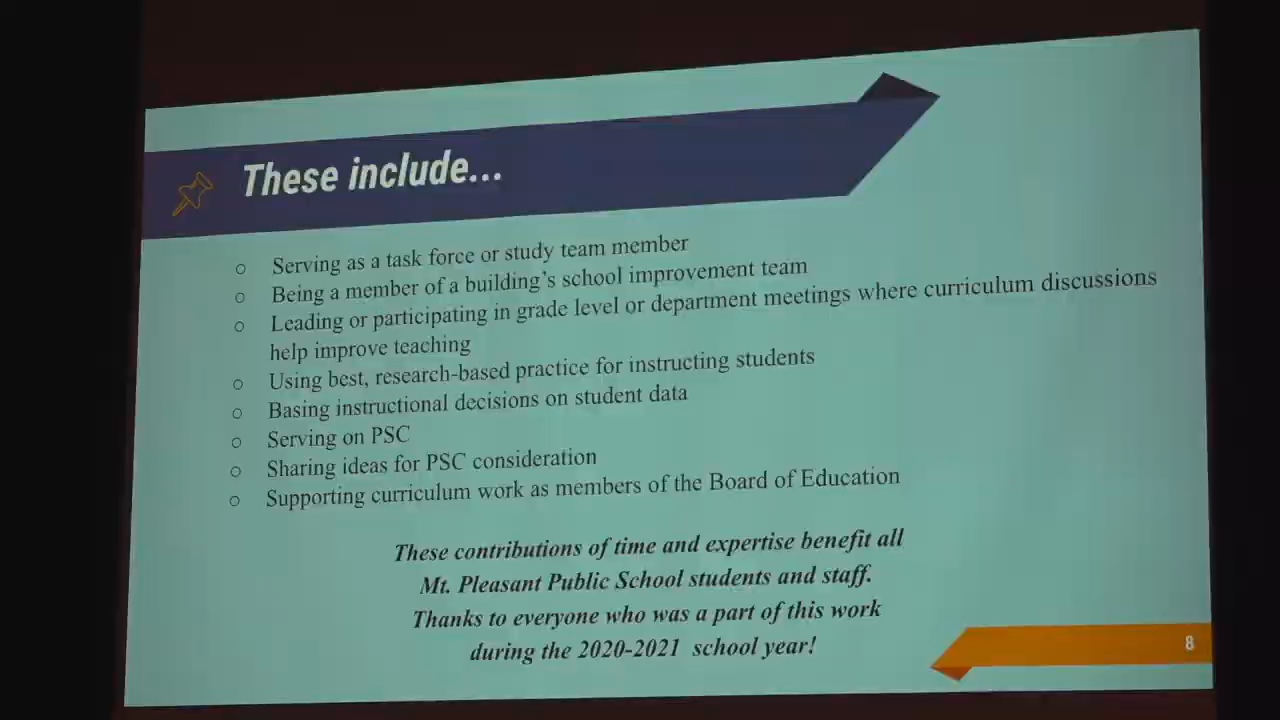 These include...
○ Serving as a task force or study team member
○ Being a member of a building's school improvement team
○ Leading or participating in grade level or department meetings where curriculum discussions
help improve teaching
○ Using best, research-based practice for instructing students
○ Basing instructional decisions on student data
○ Serving on PSC
○ Sharing ideas for PSC consideration
○ Supporting curriculum work as members of the Board of Education
These contributions of time and expertise benefit all
Mt. Pleasant Public School students and staff.
Thanks to everyone who was a part of this work
during the 2020-2021 school year!
8